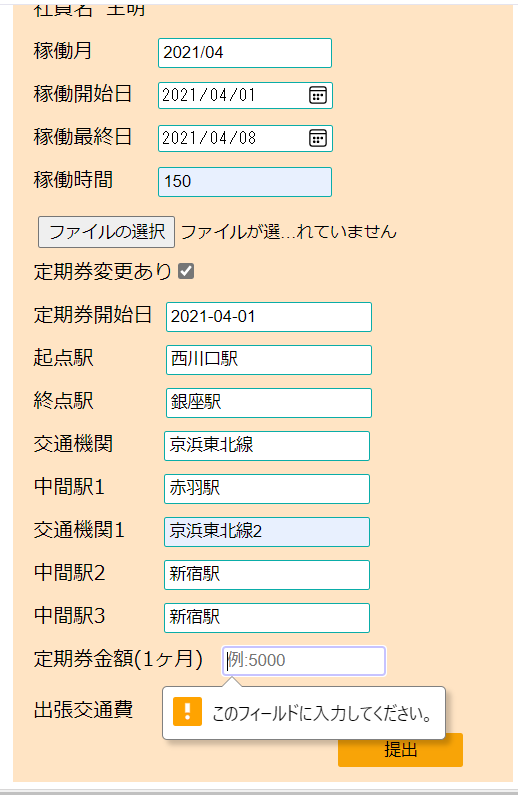 社員名 王明
稼働月 2021/04
稼働開始日 2021/04/01
稼働最終日 2021/04/08
稼働時間 150
ファイルの選択 ファイルが選...れていません
定期券変更あり
定期券開始日 2021-04-01
起点駅 西川口駅
終点駅 銀座駅
交通機関 京浜東北線
中間駅1 赤羽駅
交通機関1 京浜東北線2
中間駅2 新宿駅
中間駅3 新宿駅
定期券金額(1ヶ月) 例:5000
出張交通費
このフィールドに入力してください。
提出